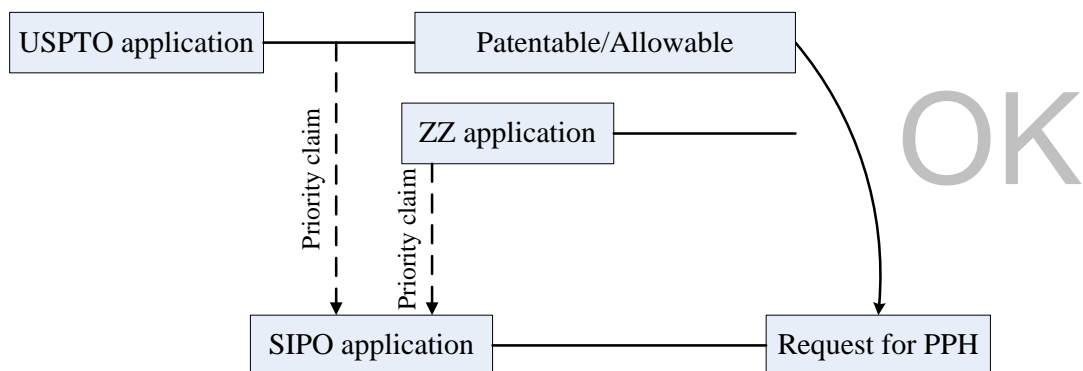 USPTO application
Patentable/Allowable
ZZ application
OK
Priority claim
Priority claim
SIPO application
Request for PPH